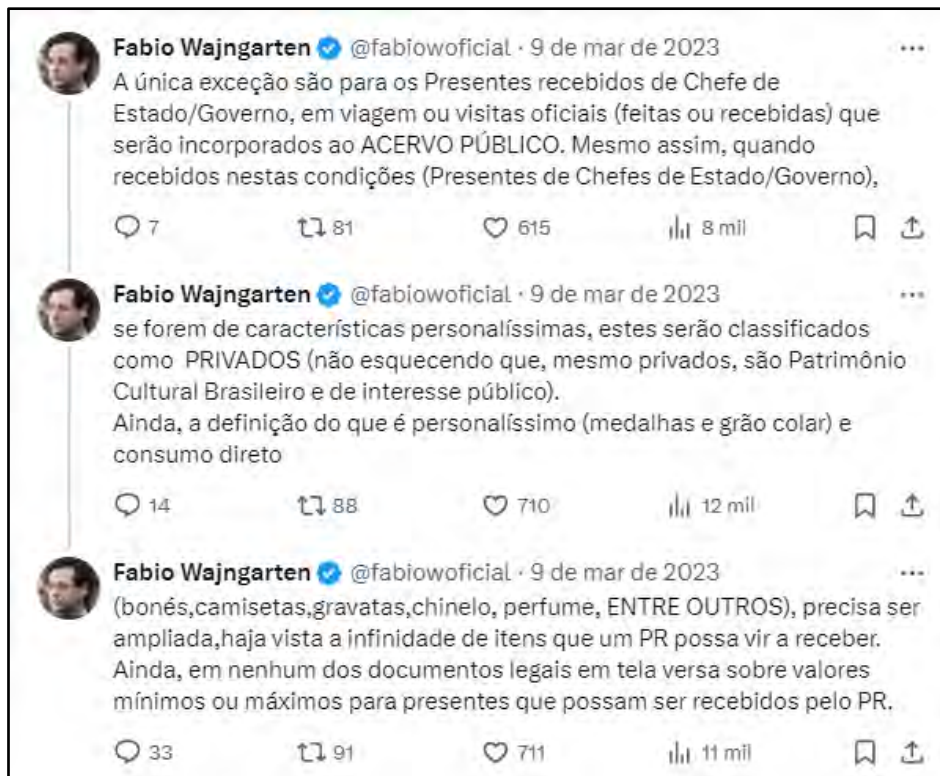 Fabio Wajngarten @fabiowoficial · 9 de mar de 2023
A única exceção são para os Presentes recebidos de Chefe de
Estado/Governo, em viagem ou visitas oficiais (feitas ou recebidas) que
serão incorporados ao ACERVO PÚBLICO. Mesmo assim, quando
recebidos nestas condições (Presentes de Chefes de Estado/Governo),
7 81 615 8 mil
Fabio Wajngarten @fabiowoficial · 9 de mar de 2023
se forem de características personalíssimas, estes serão classificados
como PRIVADOS (não esquecendo que, mesmo privados, são Patrimônio
Cultural Brasileiro e de interesse público).
Ainda, a definição do que é personalíssimo (medalhas e grão colar) e
consumo direto
14 88 710 12 mil
Fabio Wajngarten @fabiowoficial · 9 de mar de 2023
(bonés,camisetas,gravatas,chinelo, perfume, ENTRE OUTROS), precisa ser
ampliada,haja vista a infinidade de itens que um PR possa vir a receber.
Ainda, em nenhum dos documentos legais em tela versa sobre valores
mínimos ou máximos para presentes que possam ser recebidos pelo PR.
33 91 711 11 mil